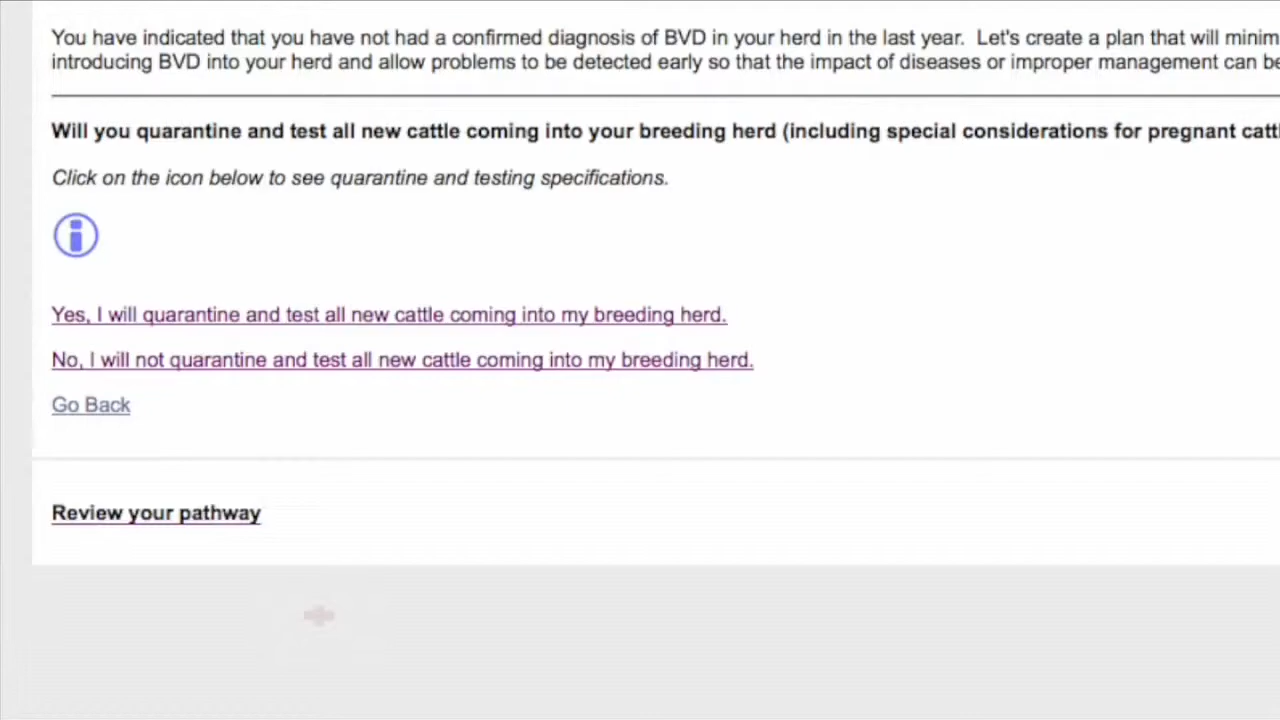 You have indicated that you have not had a confirmed diagnosis of BVD in your herd in the last year. Let's create a plan that will
introducing BVD into your herd and allow problems to be detected early so that the impact of diseases or improper management can
Will you quarantine and test all new cattle coming into your breeding herd (including special considerations for pregnant
Click on the icon below to see quarantine and testing specifications.
Yes, I will quarantine and test all new cattle coming into my breeding herd.
No, I will not quarantine and test all new cattle coming into my breeding herd.
Go Back
Review your pathway